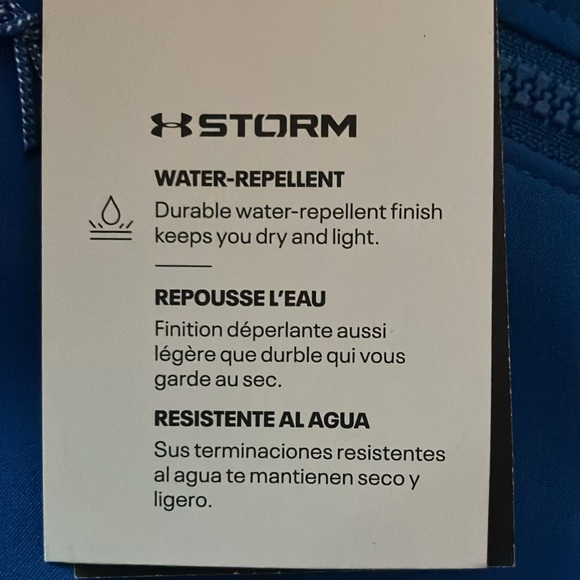 STORM
WATER-REPELLENT
Durable water-repellent finish
keeps you dry and light.
REPOUSSE L'EAU
Finition déperlante aussi
légère que durble qui vous
garde au sec.
RESISTENTE AL AGUA
Sus terminaciones resistentes
al agua te mantienen seco y
ligero.